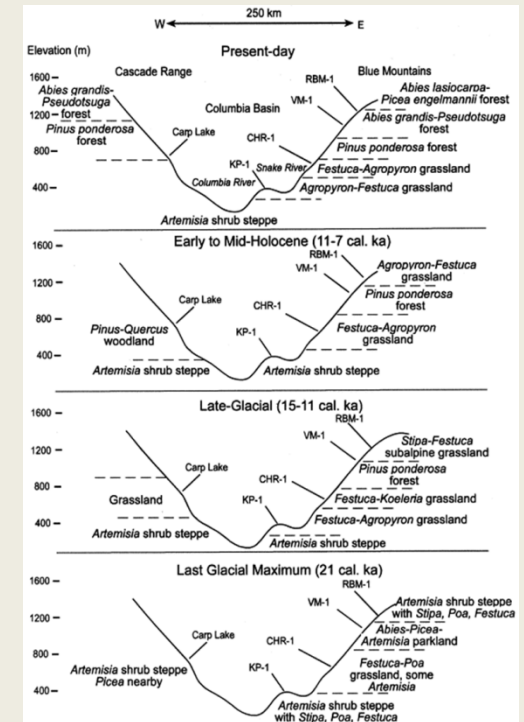 250 km
W E
Elevation (m)
Present-day
1600
1200
800
400
Cascade Range
Blue Mountains
Abies grandis-
Pseudotsuga
forest
Pinus ponderosa
forest
Carp Lake
Columbia Basin
RBM-1
VM-1
CHR-1
KP-1
Snake River
Columbia River
Abies lasiocarpa-
Picea engelmannii forest
Abies grandis-Pseudotsuga
forest
Pinus ponderosa
forest
Festuca-Agropyron
grassland
Agropyron-Festuca grassland
Artemisia shrub steppe
Early to Mid-Holocene (11-7 cal. ka)
1600
1200
800
400
RBM-1
VM-1
Carp Lake
CHR-1
KP-1
Pinus-Quercus
woodland
Artemisia shrub steppe
Agropyron-Festuca
grassland
Pinus ponderosa
forest
Festuca-Agropyron
grassland
Artemisia shrub steppe
Late-Glacial (15-11 cal. ka)
1600
1200
800
400
RBM-1
VM-1
Carp Lake
CHR-1
KP-1
Grassland
Artemisia shrub steppe
Stipa-Festuca
subalpine grassland
Pinus ponderosa
forest
Festuca-Koeleria grassland
Festuca-Agropyron grassland
Artemisia shrub steppe
Last Glacial Maximum (21 cal. ka)
1600
1200
800
400
RBM-1
VM-1
Carp Lake
CHR-1
KP-1
Artemisia shrub steppe
Picea nearby
Artemisia shrub steppe
with Stipa, Poa, Festuca
Abies-Picea-
Artemisia parkland
Festuca-Poa
grassland, some
Artemisia
Artemisia shrub steppe
with Stipa, Poa, Festuca